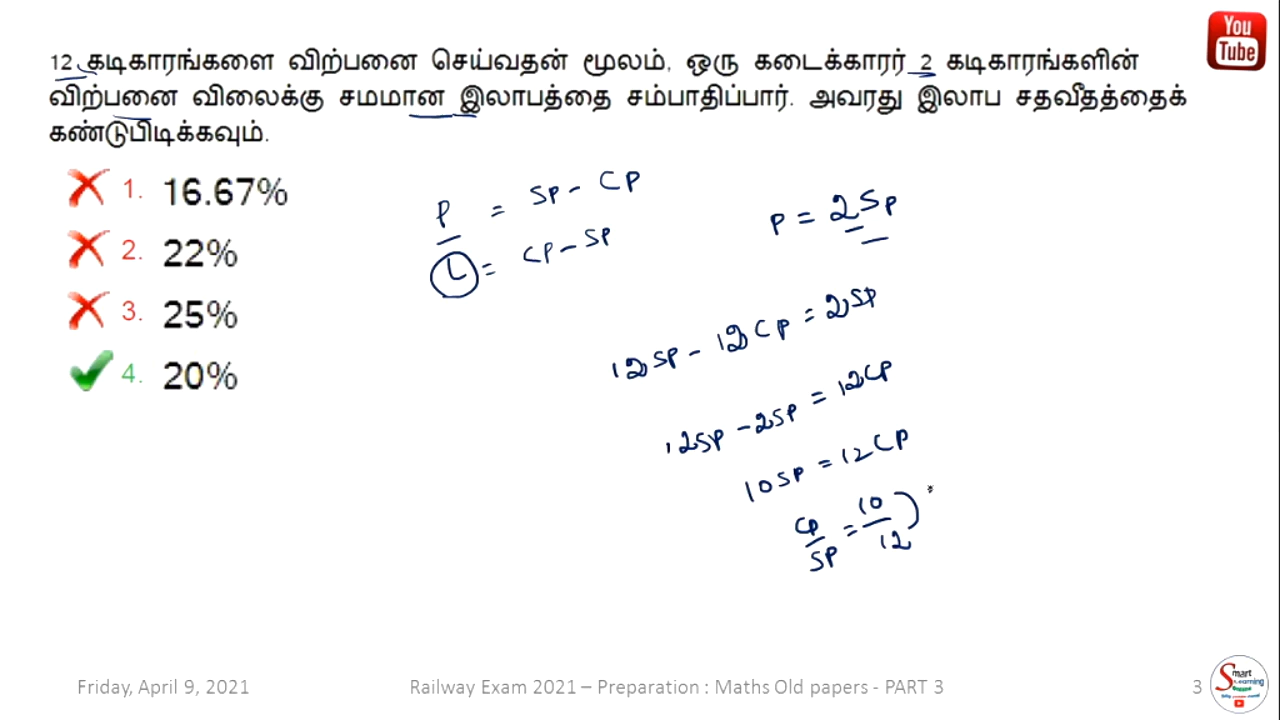 You
Tube
12 கடிகாரங்களை விற்பனை செய்வதன் மூலம், ஒரு கடைக்காரர் 2 கடிகாரங்களின்
விற்பனை விலைக்கு சமமான இலாபத்தை சம்பாதிப்பார். அவரது இலாப சதவீதத்தைக்
கண்டுபிடிக்கவும்.
1. 16.67%
2. 22%
3. 25%
4. 20%
P = SP - CP
L = CP - SP
P = 2SP
12SP - 12CP = 2SP
12SP - 2SP = 12CP
10SP = 12CP
CP/SP = 10/12)
Friday, April 9, 2021
Railway Exam 2021 – Preparation : Maths Old papers - PART 3
3
Smart
Learning